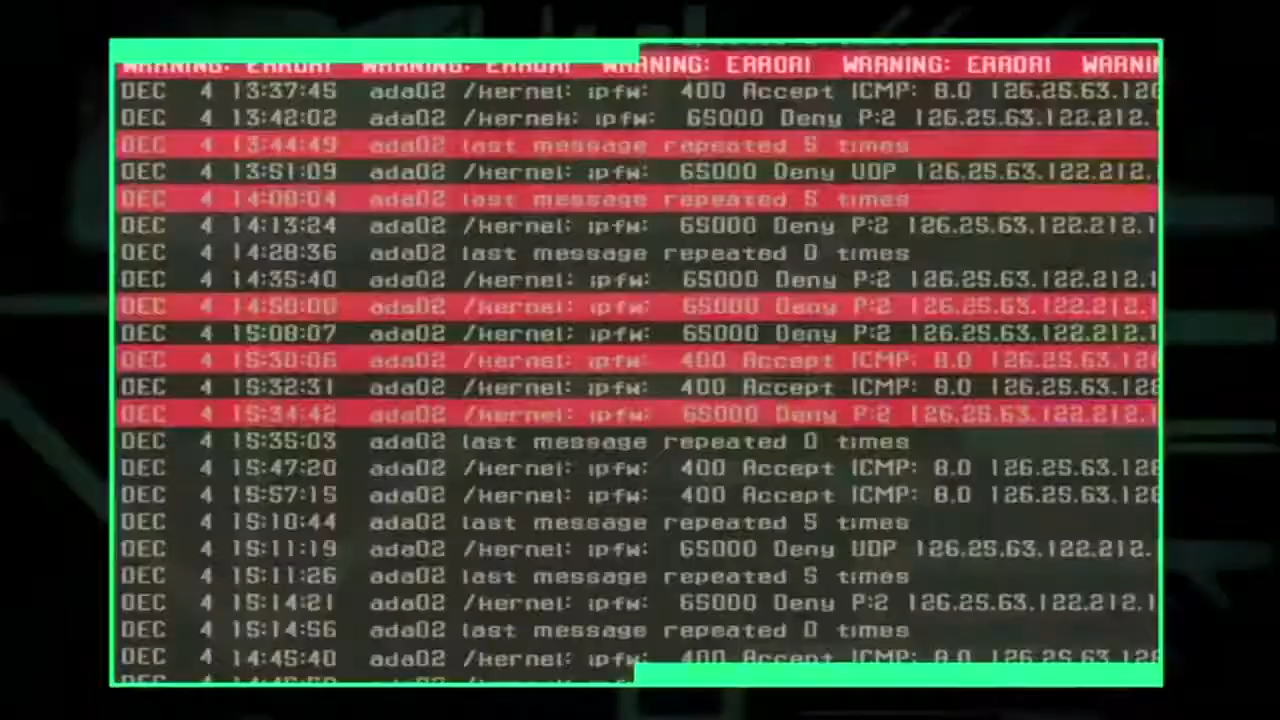 WARNING: ERROR! WARNING: ERROR! WARNING: ERROR! WARNING: ERROR! WARNIN
DEC 4 13:37:45 ada02 /kernel: ipfw: 400 Accept ICMP: 8.0 126.25.63.128
DEC 4 13:42:02 ada02 /kernek: ipfw: 65000 Deny P:2 126.25.63.122.212.1
DEC 4 13:44:49 ada02 last message repeated 5 times
DEC 4 13:51:09 ada02 /kernel: ipfw: 65000 Deny UDP 126.25.63.122.212.
DEC 4 14:08:04 ada02 last message repeated 5 times
DEC 4 14:13:24 ada02 /kernel: ipfw: 65000 Deny P:2 126.25.63.122.212.1
DEC 4 14:28:36 ada02 last message repeated 0 times
DEC 4 14:35:40 ada02 /kernel: ipfw: 65000 Deny P:2 126.25.63.122.212.1
DEC 4 14:50:00 ada02 /kernel: ipfw: 65000 Deny P:2 126.25.63.122.212.1
DEC 4 15:08:07 ada02 /kernel: ipfw: 65000 Deny P:2 126.25.63.122.212.1
DEC 4 15:30:06 ada02 /kernel: ipfw: 400 Accept ICMP: 8.0 126.25.63.128
DEC 4 15:32:31 ada02 /kernel: ipfw: 400 Accept ICMP: 8.0 126.25.63.128
DEC 4 15:34:42 ada02 /kernel: ipfw: 65000 Deny P:2 126.25.63.122.212.1
DEC 4 15:35:03 ada02 last message repeated 0 times
DEC 4 15:47:20 ada02 /kernel: ipfw: 400 Accept ICMP: 8.0 126.25.63.128
DEC 4 15:57:15 ada02 /kernel: ipfw: 400 Accept ICMP: 8.0 126.25.63.128
DEC 4 15:10:44 ada02 last message repeated 5 times
DEC 4 15:11:19 ada02 /kernel: ipfw: 65000 Deny UDP 126.25.63.122.212.
DEC 4 15:11:26 ada02 last message repeated 5 times
DEC 4 15:14:21 ada02 /kernel: ipfw: 65000 Deny P:2 126.25.63.122.212.1
DEC 4 15:14:56 ada02 last message repeated 0 times
DEC 4 14:45:40 ada02 /kernel: ipfw: 400 Accept ICMP: 8.0 126.25.63.128